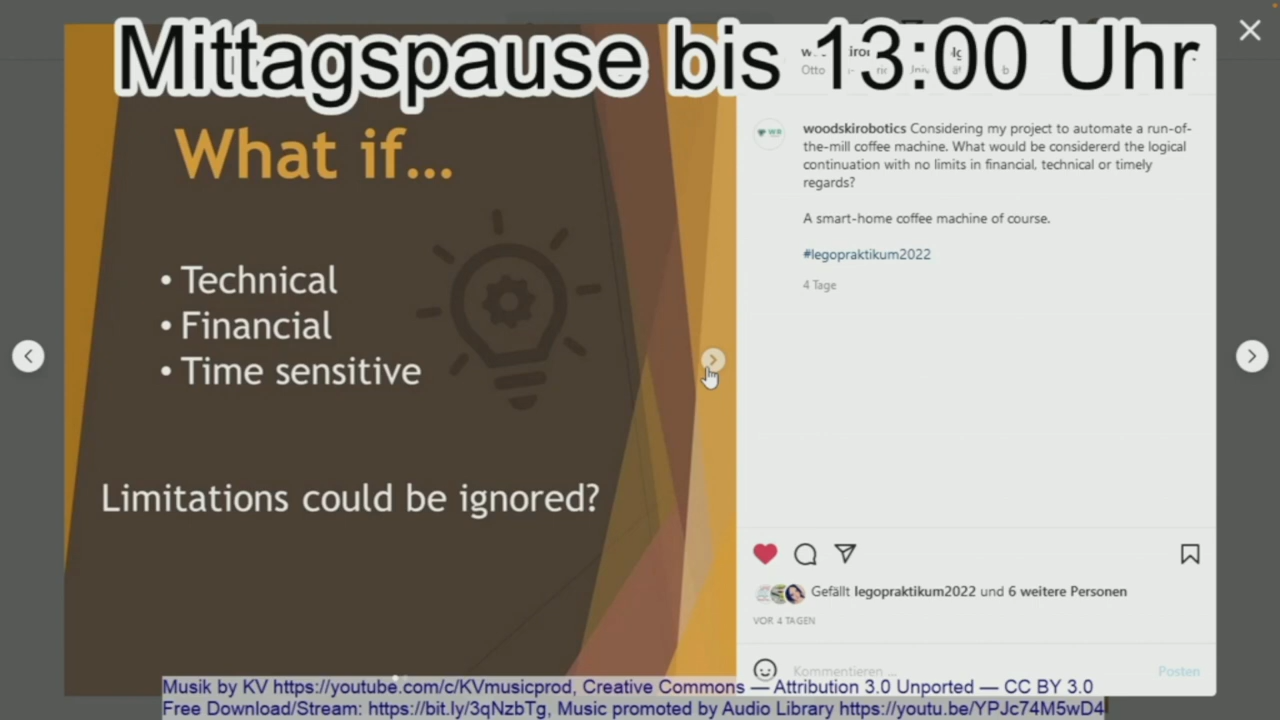 Mittagspause bis 13:00 Uhr
Otto
What if...
• Technical
• Financial
• Time sensitive
Limitations could be ignored?
woodskirobotics Considering my project to automate a run-of-
the-mill coffee machine. What would be considererd the logical
continuation with no limits in financial, technical or timely
regards?
A smart-home coffee machine of course.
#legopraktikum2022
4 Tage
Gefällt legopraktikum2022 und 6 weitere Personen
VOR 4 TAGEN
Kommentieren ...
Posten
Musik by KV https://youtube.com/c/KVmusicprod, Creative Commons — Attribution 3.0 Unported — CC BY 3.0
Free Download/Stream: https://bit.ly/3qNzbTg, Music promoted by Audio Library https://youtu.be/YPJc74M5wD4